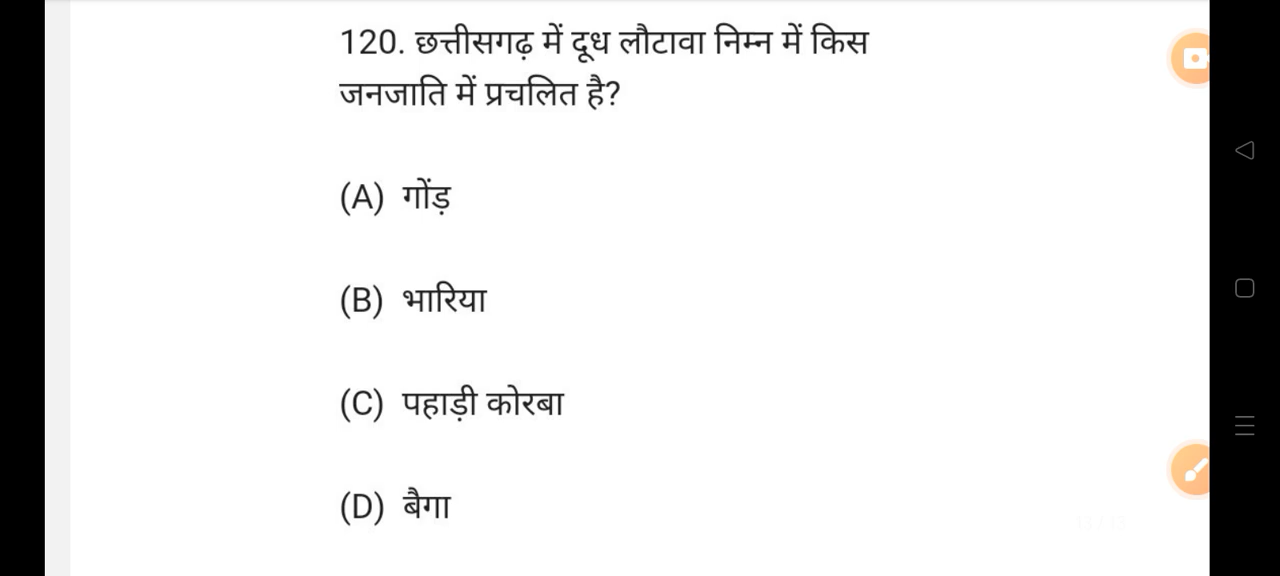 120. छत्तीसगढ़ में दूध लौटावा निम्न में किस
जनजाति में प्रचलित है?
(A) गोंड़
(B) भारिया
(C) पहाड़ी कोरबा
(D) बैगा